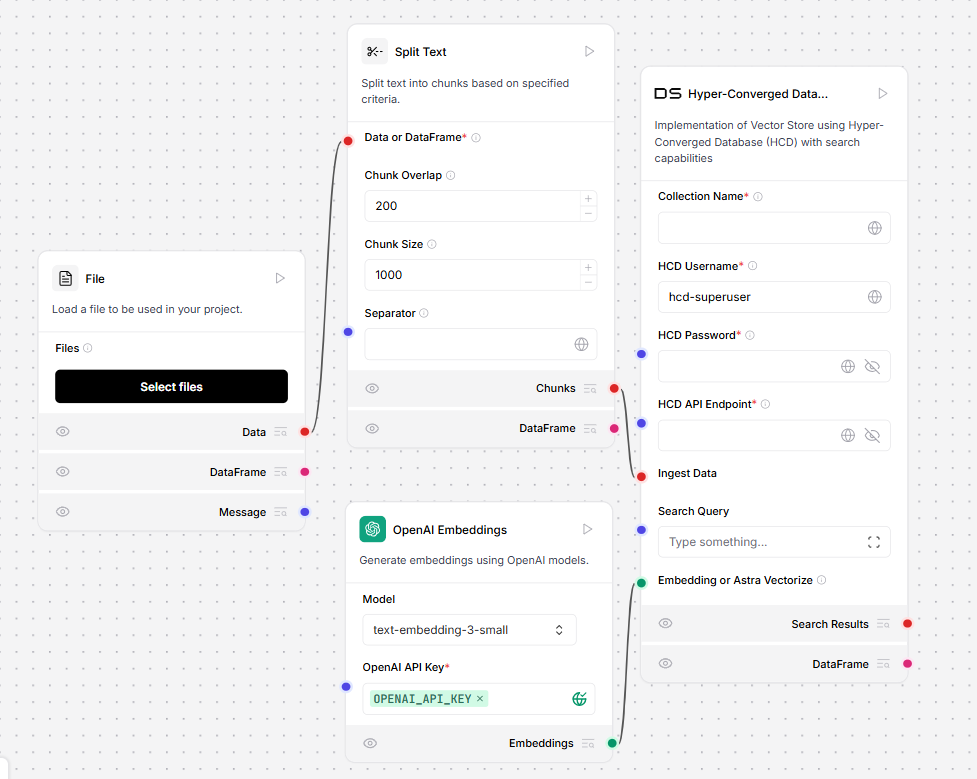 File
Load a file to be used in your project.
Files
Select files
Data
DataFrame
Message
Split Text
Split text into chunks based on specified
criteria.
Data or DataFrame*
Chunk Overlap
200
Chunk Size
1000
Separator
Chunks
DataFrame
OpenAI Embeddings
Generate embeddings using OpenAI models.
Model
text-embedding-3-small
OpenAI API Key*
OPENAI_API_KEY ×
Embeddings
DS Hyper-Converged Data...
Implementation of Vector Store using Hyper-
Converged Database (HCD) with search
capabilities
Collection Name*
HCD Username*
hcd-superuser
HCD Password*
HCD API Endpoint*
Ingest Data
Search Query
Type something...
Embedding or Astra Vectorize
Search Results
DataFrame